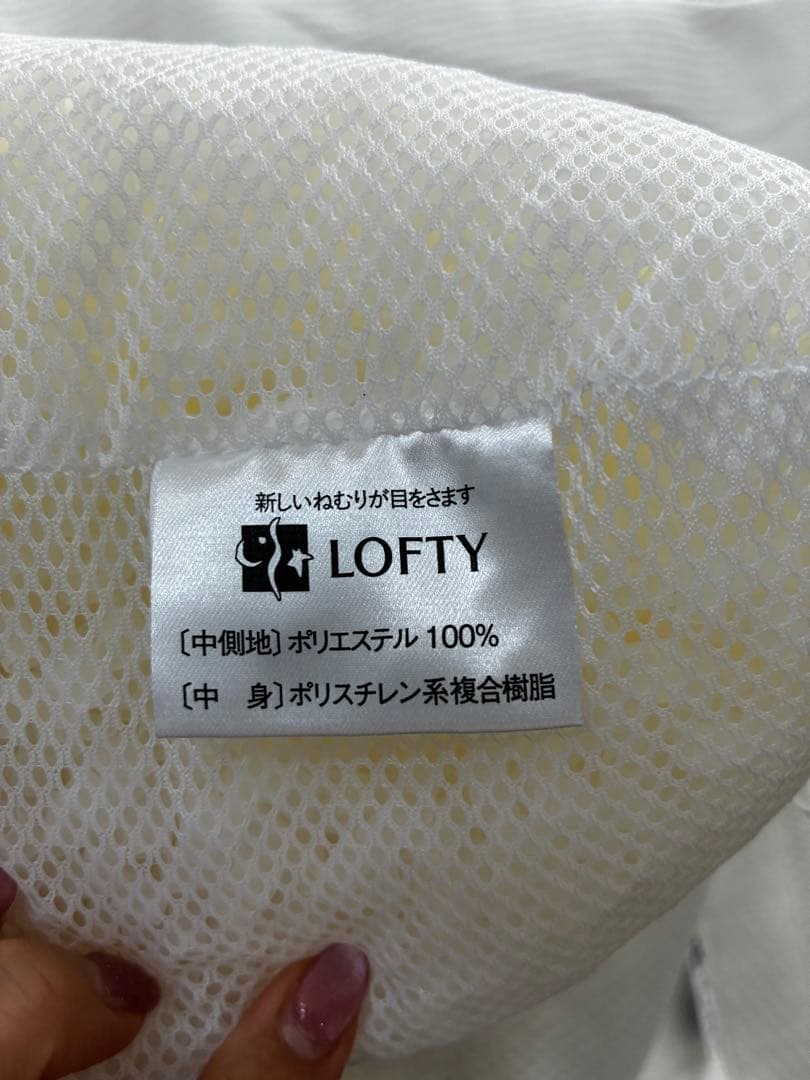 新しいねむりが目をさます
LOFTY
〔中側地〕ポリエステル 100%
〔中　身〕ポリスチレン系複合樹脂